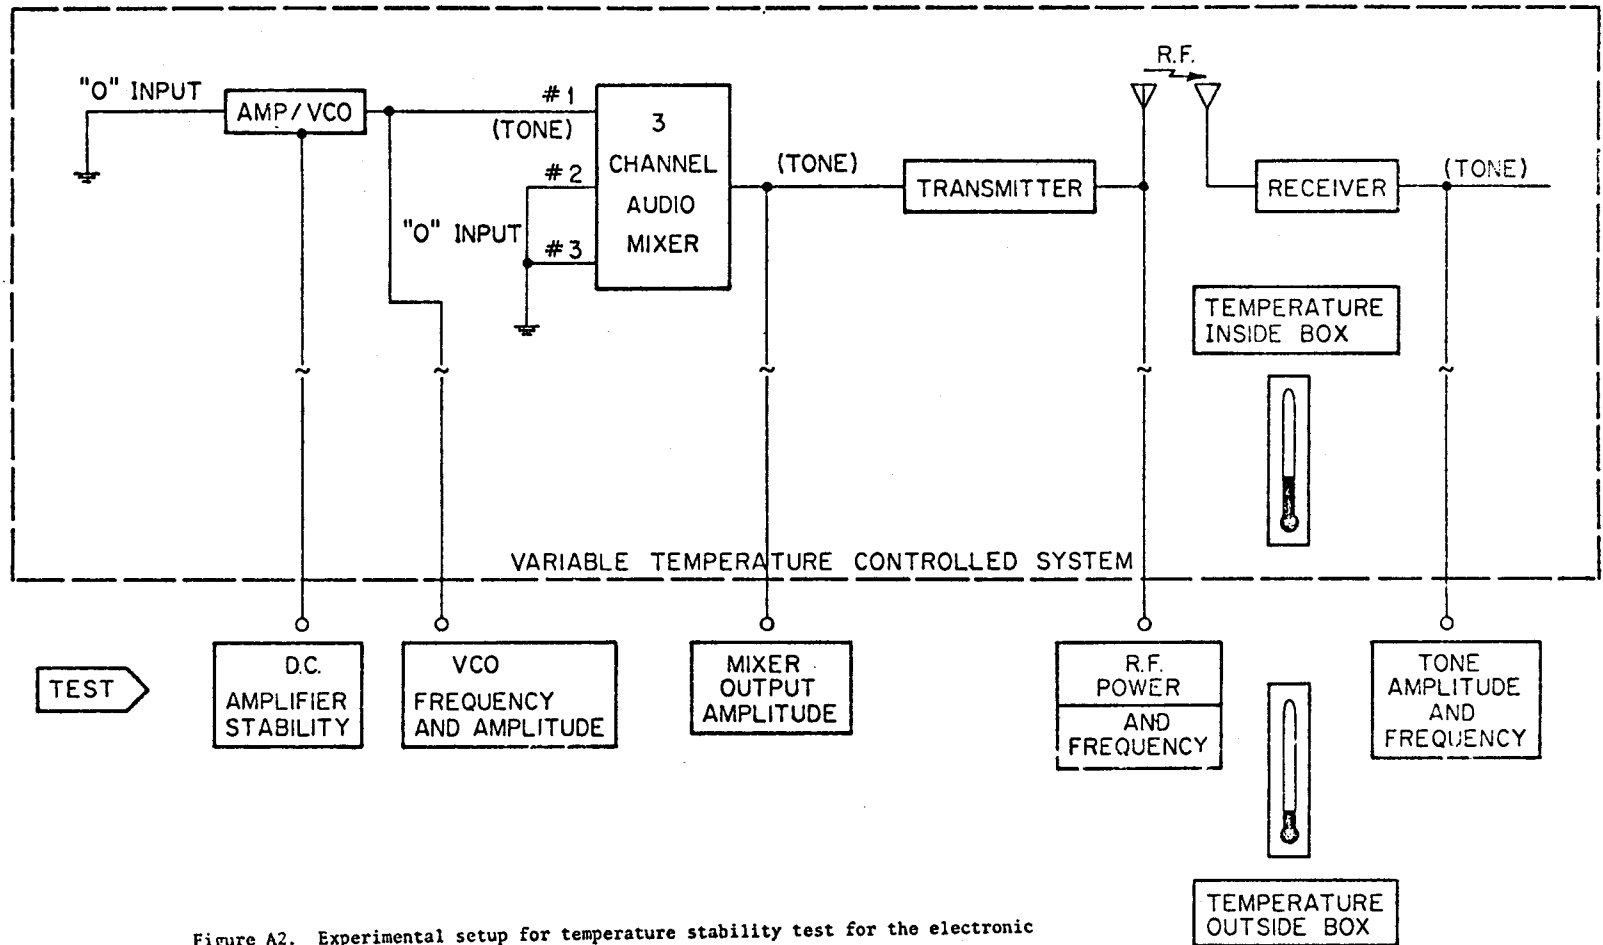 R.F.
"O" INPUT
AMP/VCO
#1
(TONE)
3
CHANNEL
AUDIO
MIXER
#2
"O" INPUT
#3
(TONE)
TRANSMITTER
RECEIVER
(TONE)
TEMPERATURE
INSIDE BOX
VARIABLE TEMPERATURE CONTROLLED SYSTEM
TEST
D.C.
AMPLIFIER
STABILITY
VCO
FREQUENCY
AND AMPLITUDE
MIXER
OUTPUT
AMPLITUDE
R.F.
POWER
AND
FREQUENCY
TONE
AMPLITUDE
AND
FREQUENCY
TEMPERATURE
OUTSIDE BOX
Figure A2. Experimental setup for temperature stability test for the electronic